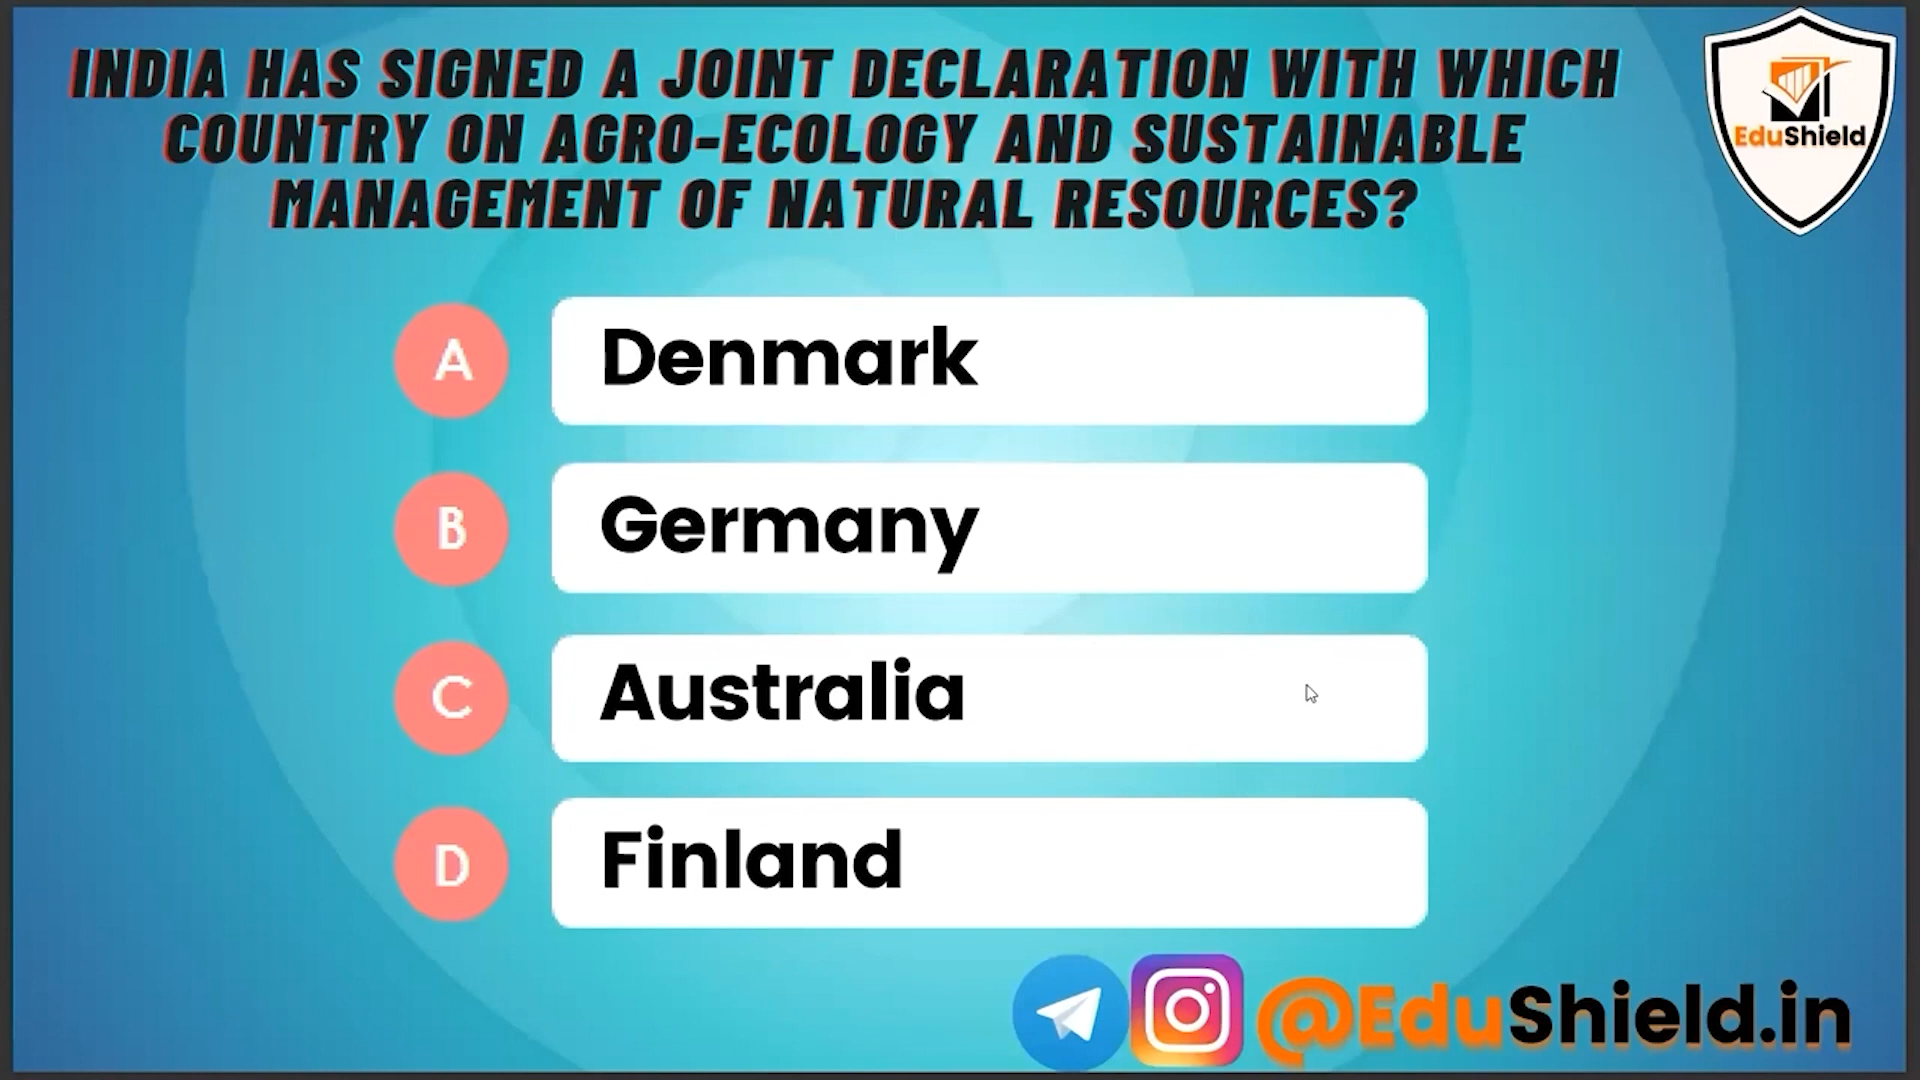 INDIA HAS SIGNED A JOINT DECLARATION WITH WHICH
COUNTRY ON AGRO-ECOLOGY AND SUSTAINABLE
MANAGEMENT OF NATURAL RESOURCES?
EduShield
A Denmark
B Germany
C Australia
D Finland
@EduShield.in